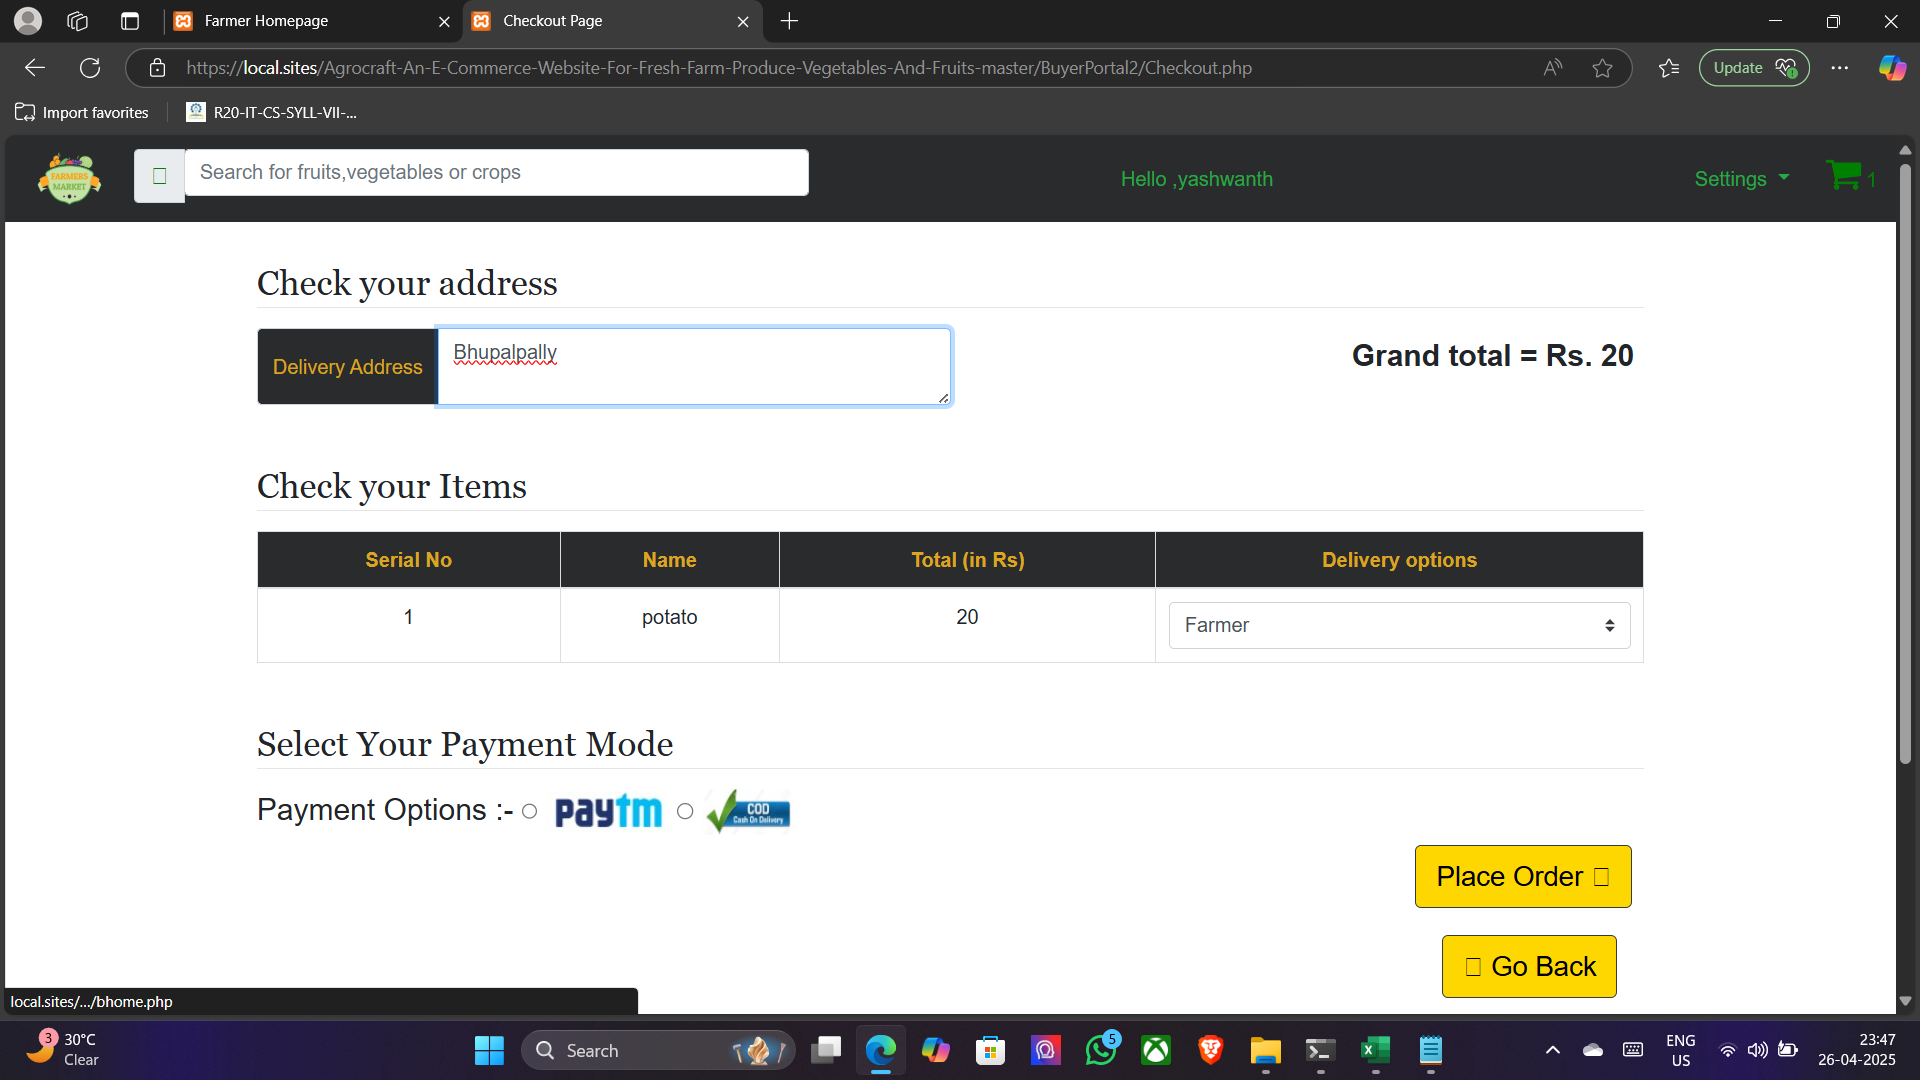 Farmer Homepage
Checkout Page
https://local.sites/Agrocraft-An-E-Commerce-Website-For-Fresh-Farm-Produce-Vegetables-And-Fruits-master/BuyerPortal2/Checkout.php
Update
Import favorites
R20-IT-CS-SYLL-VII-...
FARMERS
MARKET
Search for fruits,vegetables or crops
Hello ,yashwanth
Settings
1
Check your address
Delivery Address
Bhupalpally
Grand total = Rs. 20
Check your Items
Serial No Name Total (in Rs) Delivery options
1 potato 20 Farmer
Select Your Payment Mode
Payment Options :- paytm COD
Cash On Delivery
Place Order
Go Back
local.sites/.../bhome.php
3
30°C
Clear
Search
5
ENG
US
23:47
26-04-2025